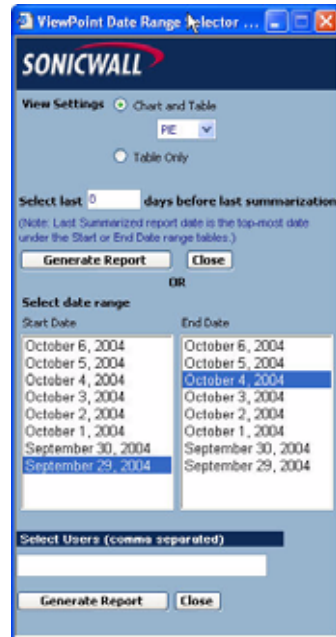 ViewPoint Date Range Selector ...
SONICWALL
View Settings Chart and Table
PIE
Table Only
Select last 0 days before last summarization
(Note: Last Summarized report date is the top-most date
under the Start or End Date range tables.)
Generate Report Close
OR
Select date range
Start Date End Date
October 6, 2004 October 6, 2004
October 5, 2004 October 5, 2004
October 4, 2004 October 4, 2004
October 3, 2004 October 3, 2004
October 2, 2004 October 2, 2004
October 1, 2004 October 1, 2004
September 30, 2004 September 30, 2004
September 29, 2004 September 29, 2004
Select Users (comma separated)
Generate Report Close